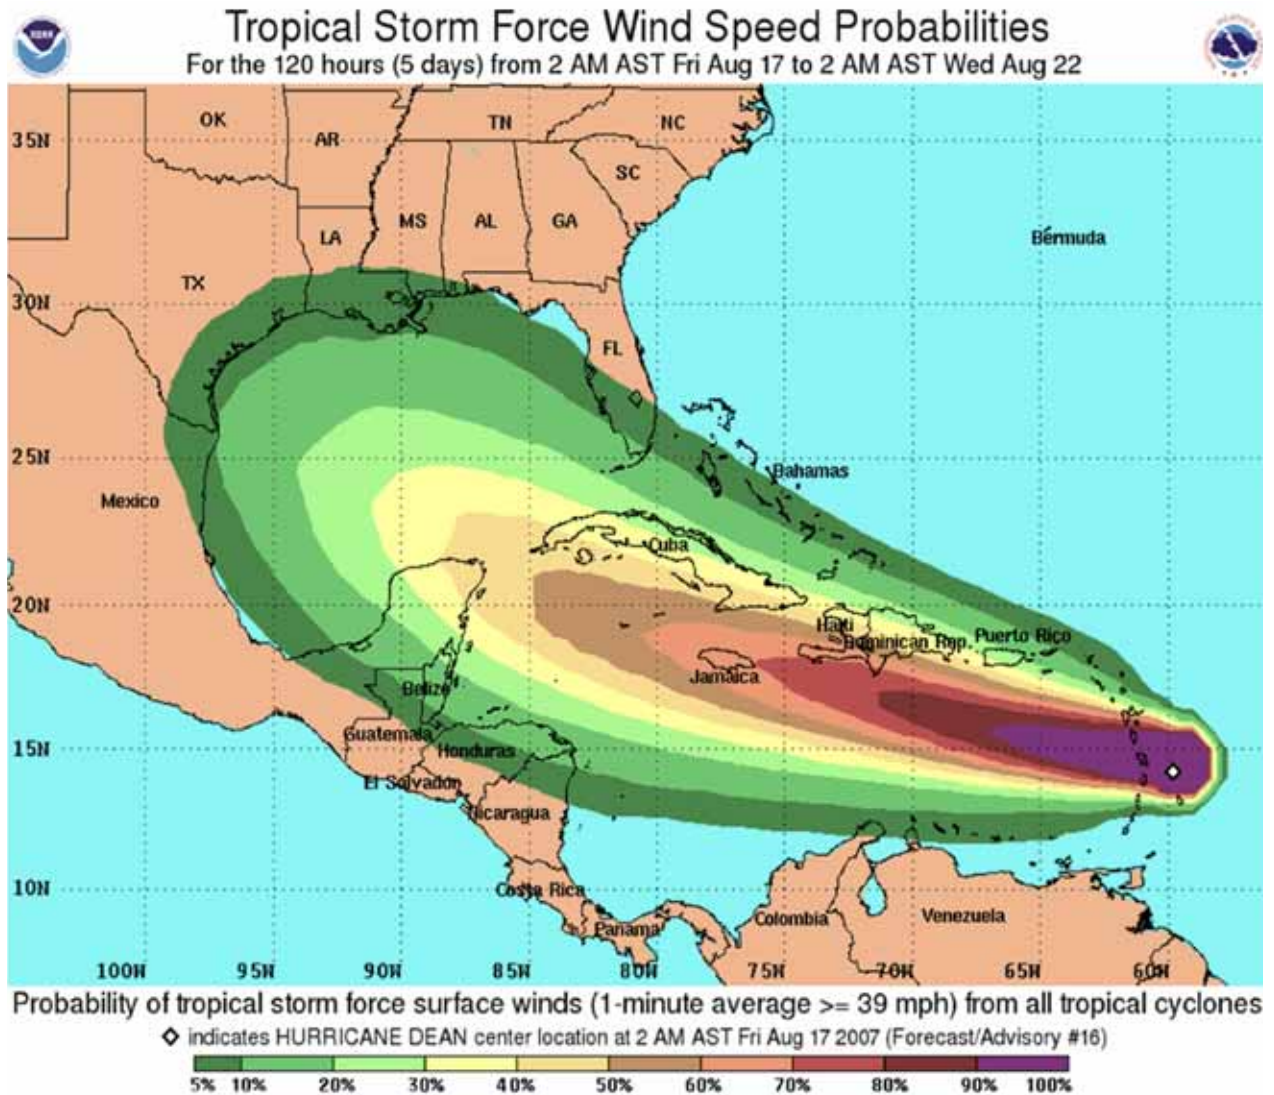 Tropical Storm Force Wind Speed Probabilities
For the 120 hours (5 days) from 2 AM AST Fri Aug 17 to 2 AM AST Wed Aug 22
OK
TN
NC
35N
AR
SC
MS
AL
GA
LA
Bermuda
TX
30N
FL
25N
Bahamas
Mexico
Cuba
20N
Haiti
Dominican Rep.
Puerto Rico
Jamaica
Belize
Guatemala
15N
Honduras
El Salvador
Nicaragua
10N
Costa Rica
Panama
Colombia
Venezuela
100W 95W 90W 85W 80W 75W 70W 65W 60W
Probability of tropical storm force surface winds (1-minute average >= 39 mph) from all tropical cyclones
indicates HURRICANE DEAN center location at 2 AM AST Fri Aug 17 2007 (Forecast/Advisory #16)
5% 10% 20% 30% 40% 50% 60% 70% 80% 90% 100%